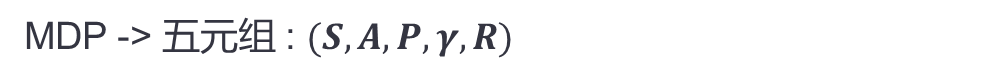 MDP -> 五元组 : (S, A, P, γ, R)